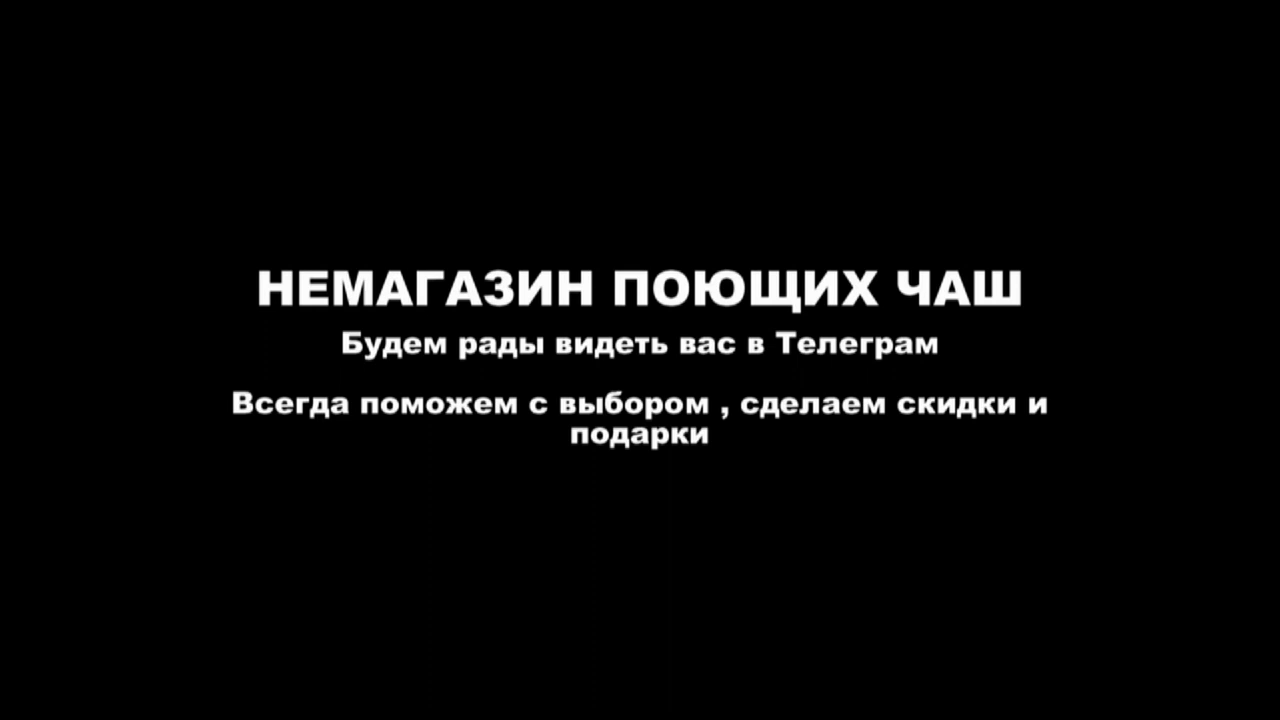 НЕМАГАЗИН ПОЮЩИХ ЧАШ
Будем рады видеть вас в Телеграм
Всегда поможем с выбором , сделаем скидки и
подарки